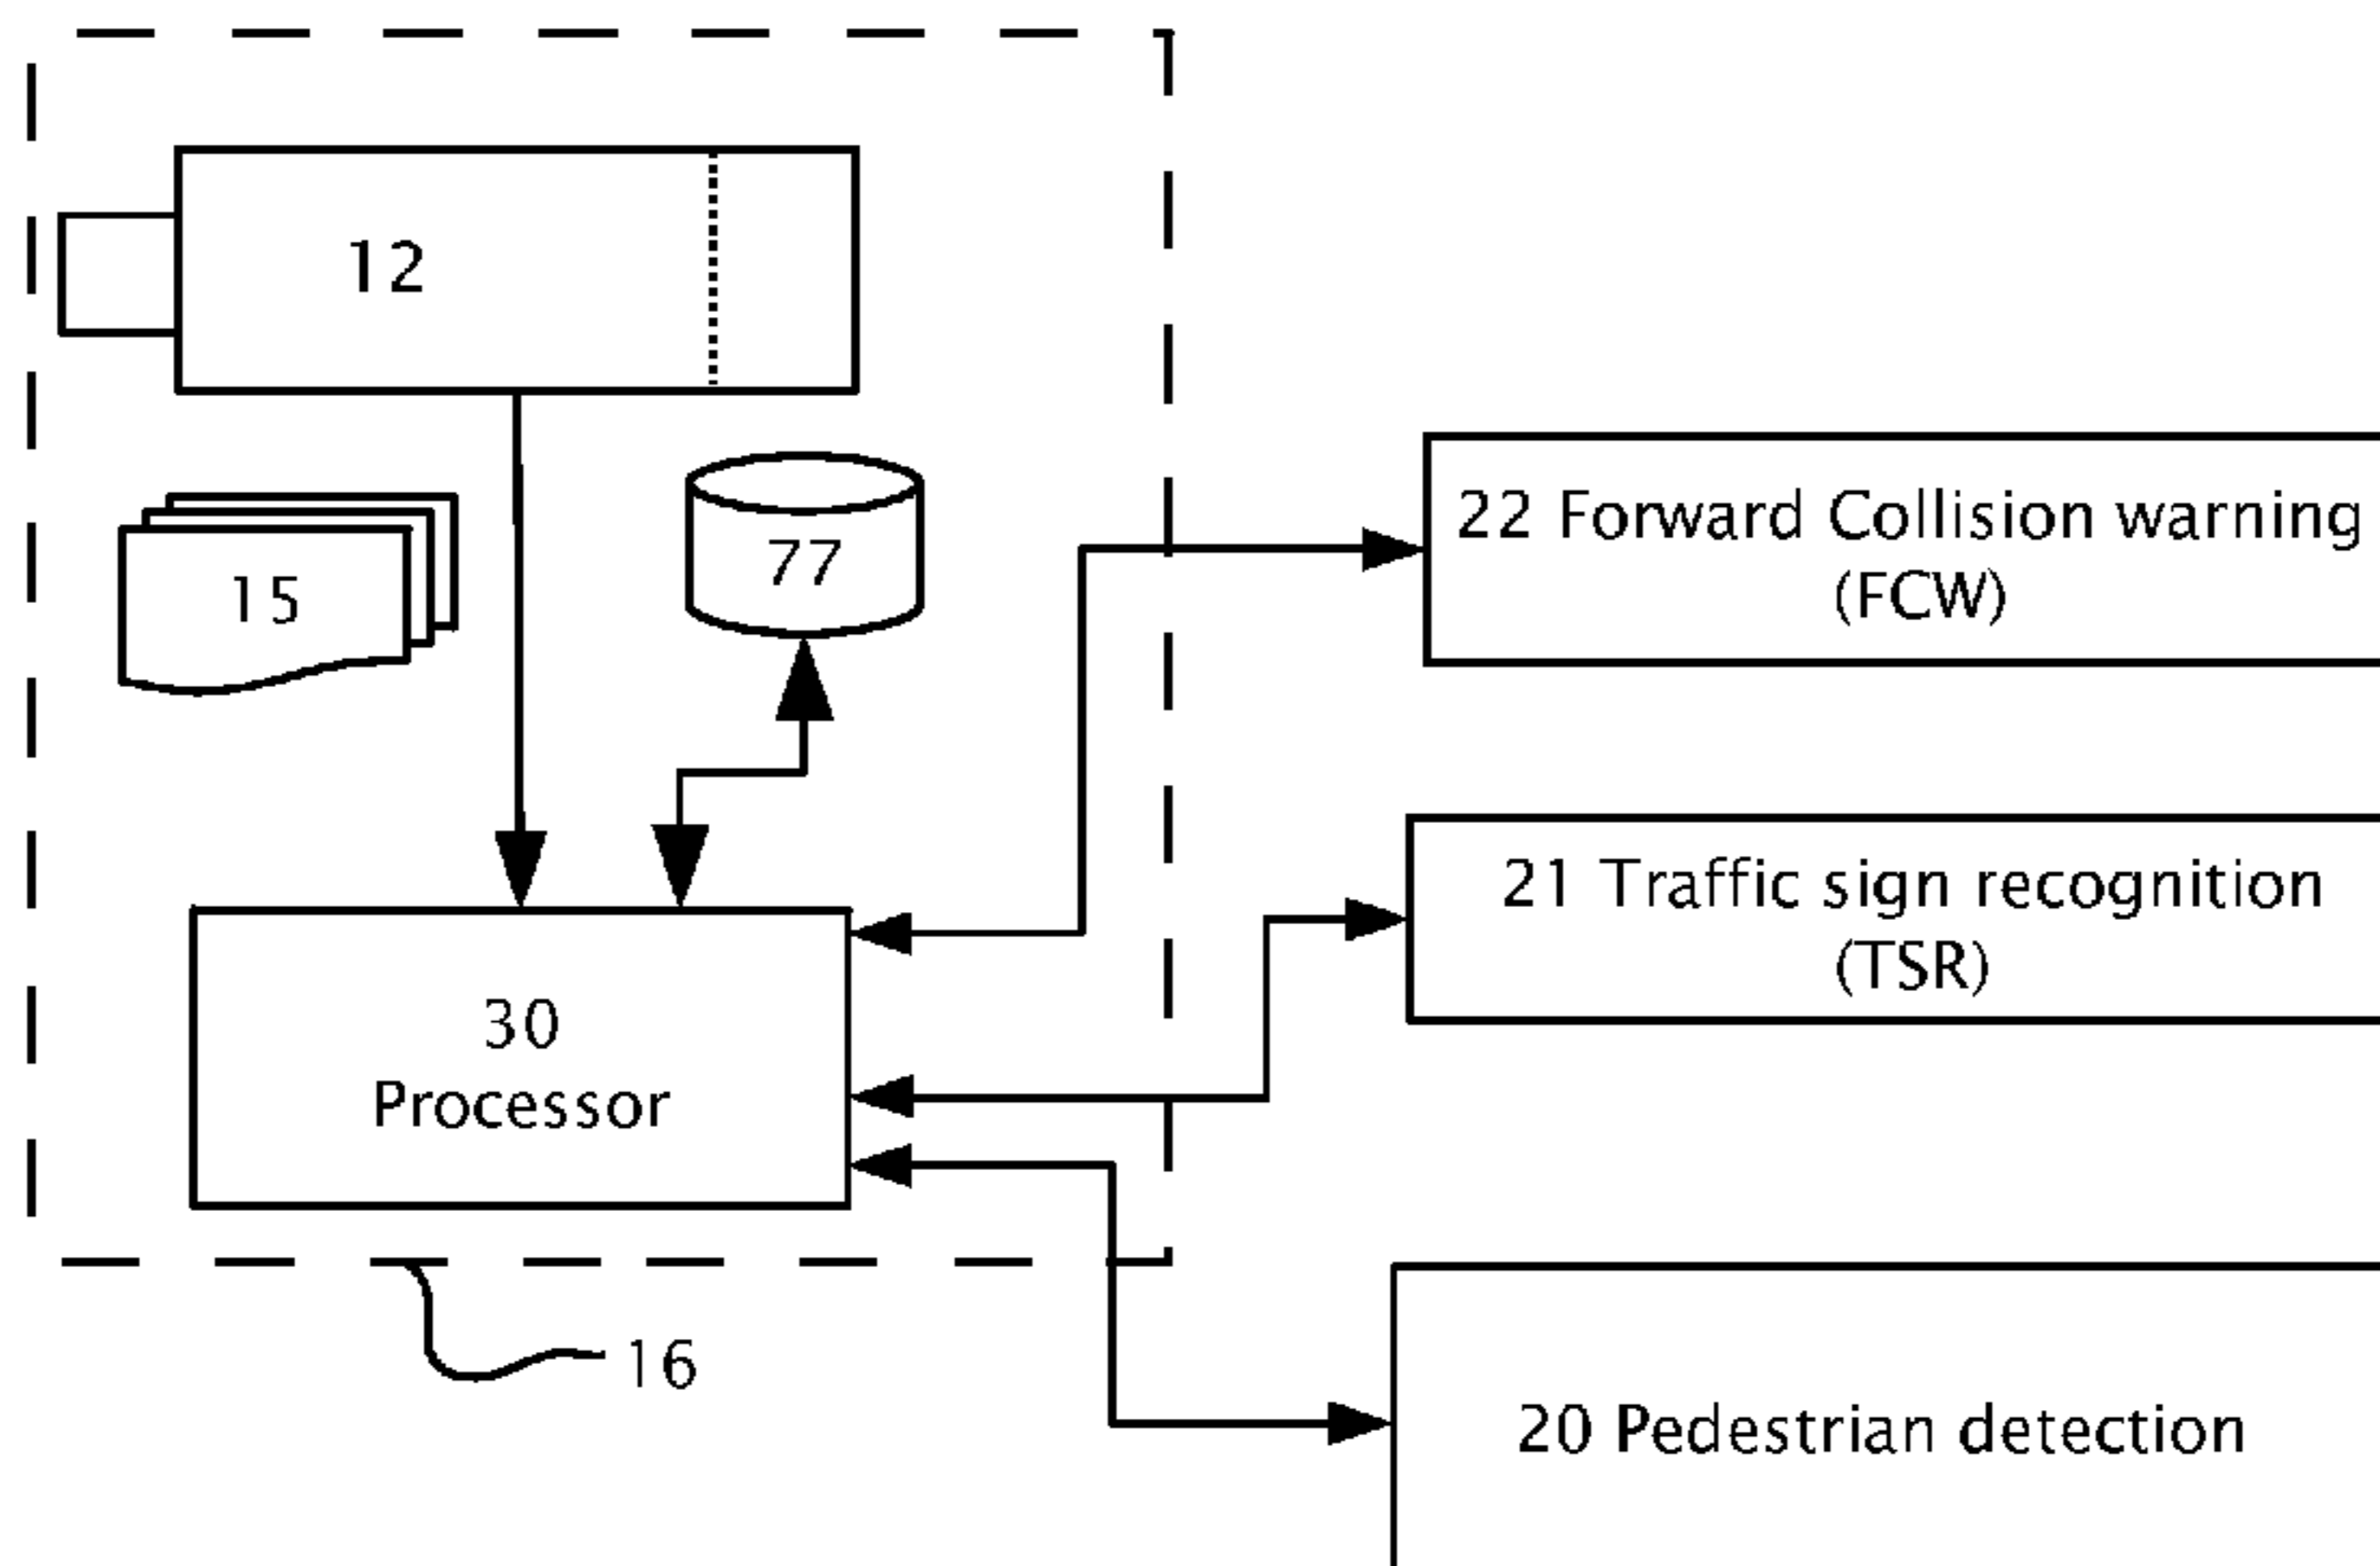 12
15
77
22 Forward Collision warning
(FCW)
21 Traffic sign recognition
(TSR)
30
Processor
16
20 Pedestrian detection